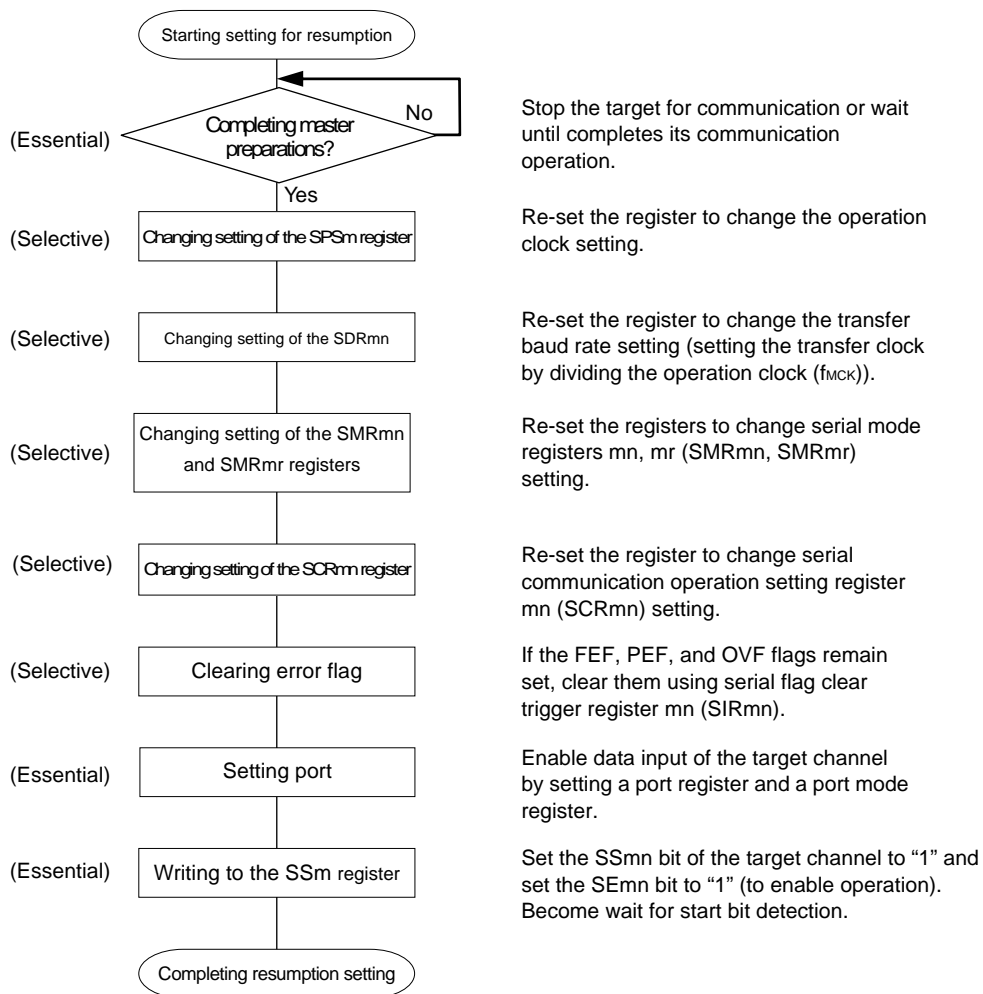 Starting setting for resumption
(Essential)
Completing master
preparations?
No
Yes
Stop the target for communication or wait
until completes its communication
operation.
(Selective)
Changing setting of the SPSm register
Re-set the register to change the operation
clock setting.
(Selective)
Changing setting of the SDRmn
Re-set the register to change the transfer
baud rate setting (setting the transfer clock
by dividing the operation clock (fMCK)).
(Selective)
Changing setting of the SMRmn
and SMRmr registers
Re-set the registers to change serial mode
registers mn, mr (SMRmn, SMRmr)
setting.
(Selective)
Changing setting of the SCRmn register
Re-set the register to change serial
communication operation setting register
mn (SCRmn) setting.
(Selective)
Clearing error flag
If the FEF, PEF, and OVF flags remain
set, clear them using serial flag clear
trigger register mn (SIRmn).
(Essential)
Setting port
Enable data input of the target channel
by setting a port register and a port mode
register.
(Essential)
Writing to the SSm register
Set the SSmn bit of the target channel to “1” and
set the SEmn bit to “1” (to enable operation).
Become wait for start bit detection.
Completing resumption setting